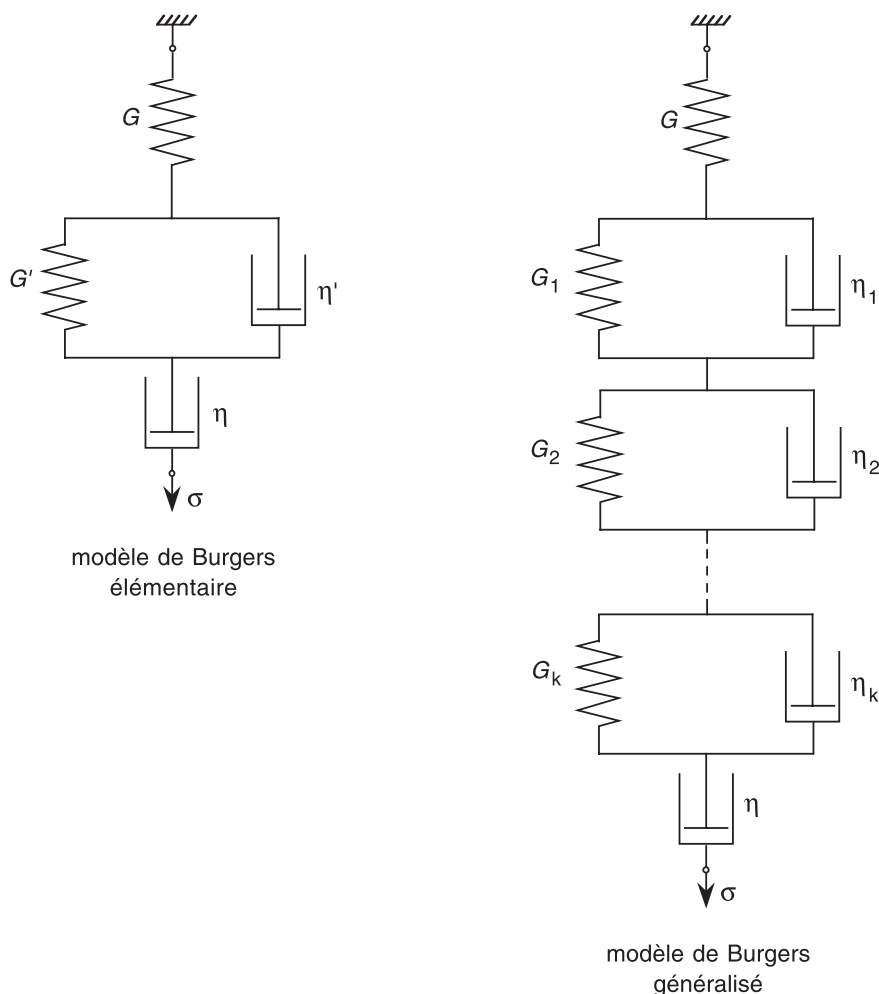 G
G'
η'
η
σ
modèle de Burgers
élémentaire
G
G1
η1
G2
η2
Gk
ηk
η
σ
modèle de Burgers
généralisé